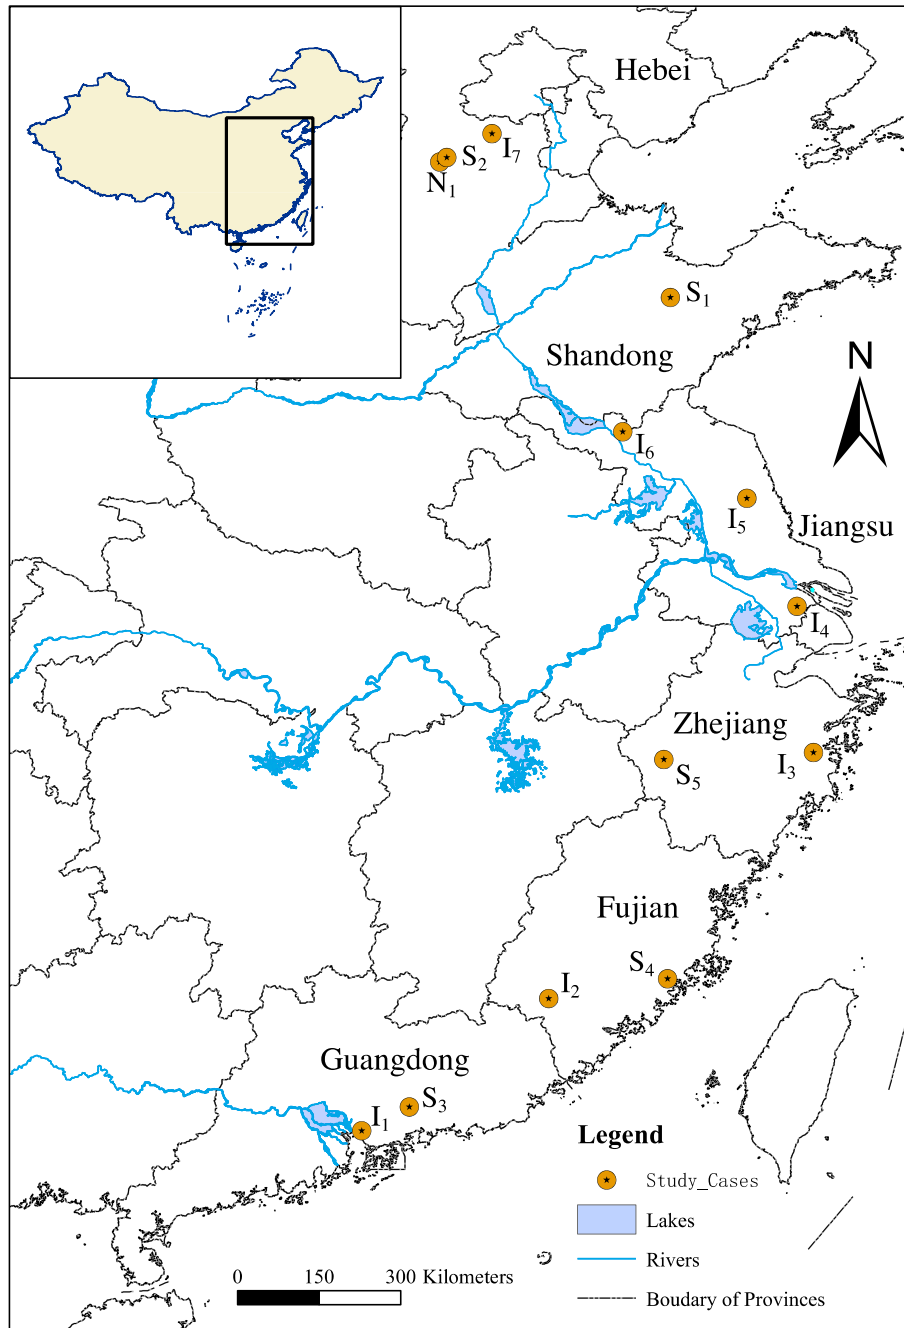 Hebei
I7
S2
N1
S1
N
Shandong
I6
I5
Jiangsu
I4
Zhejiang
I3
S5
Fujian
S4
I2
Guangdong
S3
I1
Legend
Study_Cases
Lakes
Rivers
Boudary of Provinces
0 150 300 Kilometers